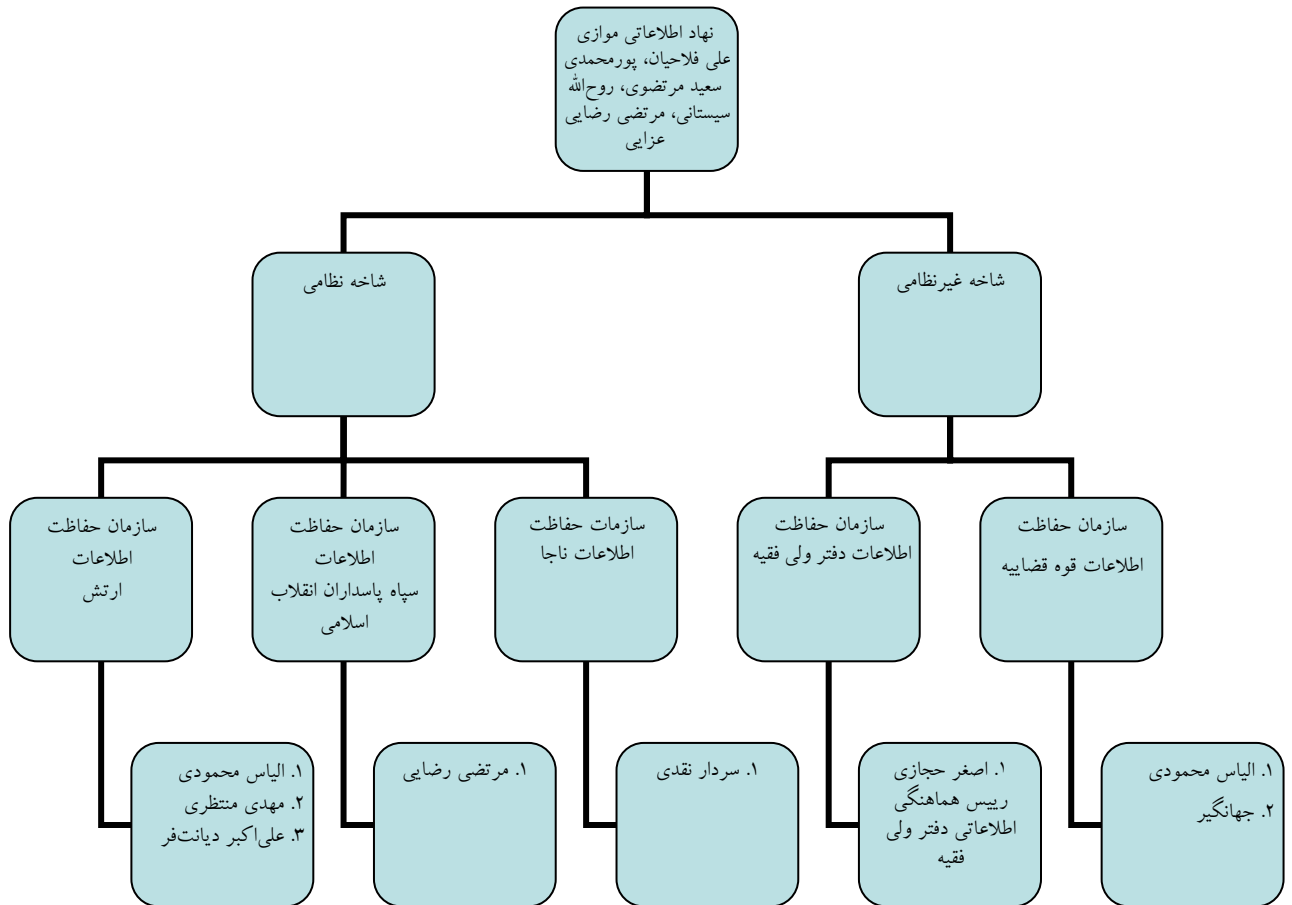 نهاد اطلاعاتی موازی
علی فلاحیان، پورمحمدی
سعید مرتضوی، روح‌الله
سیستانی، مرتضی رضایی
عزایی
شاخه غیرنظامی
شاخه نظامی
سازمان حفاظت
اطلاعات قوه قضاییه
سازمان حفاظت
اطلاعات دفتر ولی فقیه
سازمات حفاظت
اطلاعات ناجا
سازمان حفاظت
اطلاعات
سپاه پاسداران انقلاب
اسلامی
سازمان حفاظت
اطلاعات
ارتش
۱. الیاس محمودی
۲. جهانگیر
۱. اصغر حجازی
رییس هماهنگی
اطلاعاتی دفتر ولی
فقیه
۱. سردار نقدی
۱. مرتضی رضایی
۱. الیاس محمودی
۲. مهدی منتظری
۳. علی‌اکبر دیانت‌فر